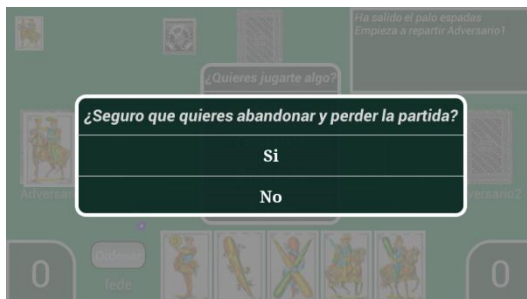 Ha salido el palo espadas
Empieza a repartir Adversario1
¿Quieres jugarte algo?
¿Seguro que quieres abandonar y perder la partida?
Si
No
0
fede
0